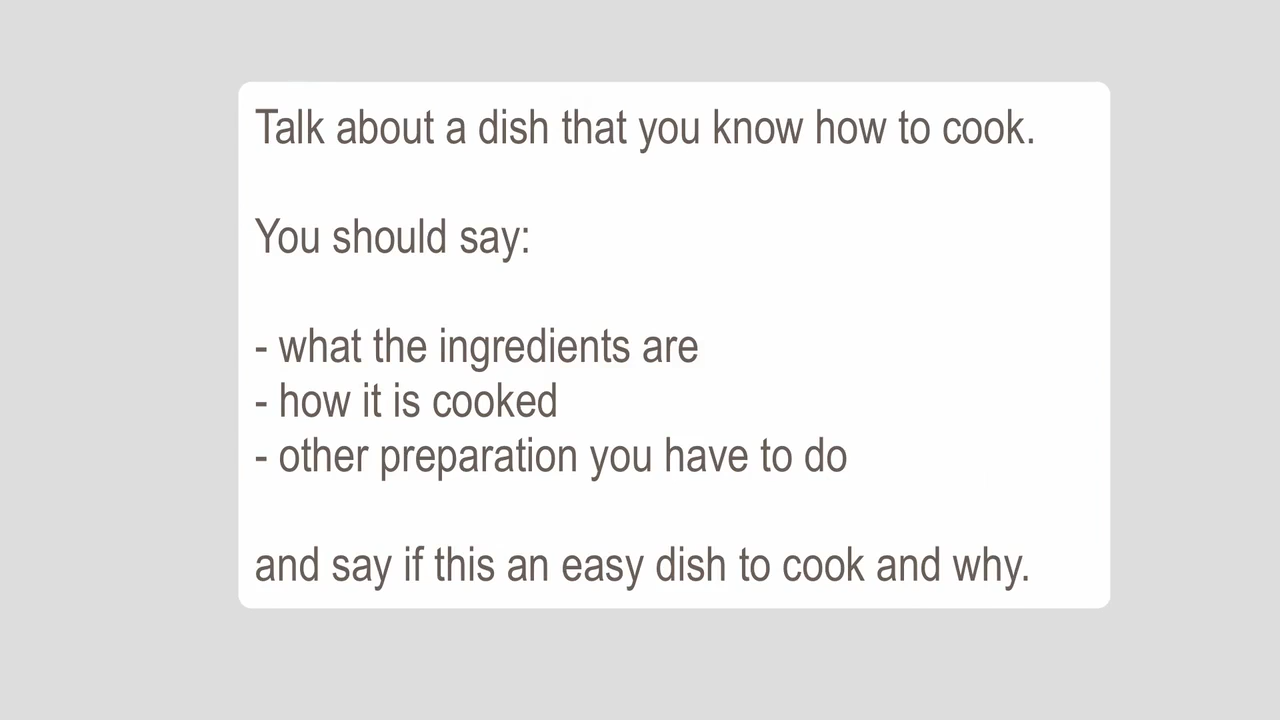 Talk about a dish that you know how to cook.
You should say:
- what the ingredients are
- how it is cooked
- other preparation you have to do
and say if this an easy dish to cook and why.